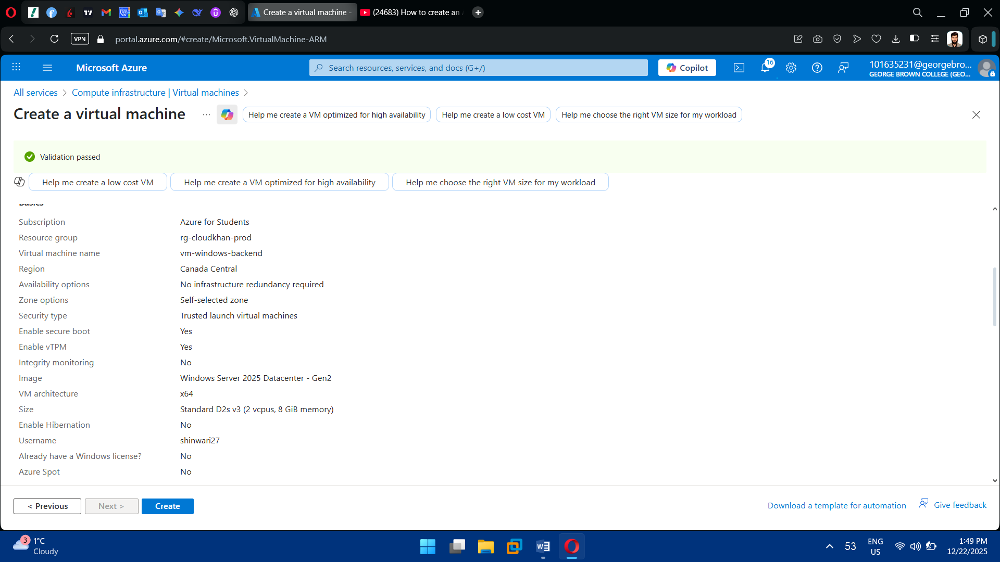 Create a virtual machine -
(24683) How to create an
VPN
portal.azure.com/#create/Microsoft.VirtualMachine-ARM
Microsoft Azure
Search resources, services, and docs (G+/)
Copilot
16
101635231@georgebro...
GEORGE BROWN COLLEGE (GEO...
All services > Compute infrastructure | Virtual machines >
Create a virtual machine
...
Help me create a VM optimized for high availability
Help me create a low cost VM
Help me choose the right VM size for my workload
Validation passed
Help me create a low cost VM
Help me create a VM optimized for high availability
Help me choose the right VM size for my workload
Basics
Subscription Azure for Students
Resource group rg-cloudkhan-prod
Virtual machine name vm-windows-backend
Region Canada Central
Availability options No infrastructure redundancy required
Zone options Self-selected zone
Security type Trusted launch virtual machines
Enable secure boot Yes
Enable vTPM Yes
Integrity monitoring No
Image Windows Server 2025 Datacenter - Gen2
VM architecture x64
Size Standard D2s v3 (2 vcpus, 8 GiB memory)
Enable Hibernation No
Username shinwari27
Already have a Windows license? No
Azure Spot No
< Previous
Next >
Create
Download a template for automation
Give feedback
3
1°C
Cloudy
53
ENG
US
1:49 PM
12/22/2025